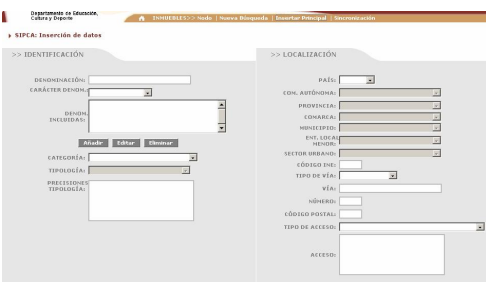 Departamento de Educación,
Cultura y Deporte
INMUEBLES>> Nodo | Nueva Búsqueda | Insertar Principal | Sincronización
SIPCA: Inserción de datos
>> IDENTIFICACIÓN
DENOMINACIÓN:
CARÁCTER DENOM.:
DENOM. INCLUIDAS:
Añadir Editar Eliminar
CATEGORÍA:
TIPOLOGÍA:
PRECISIONES TIPOLOGÍA:
>> LOCALIZACIÓN
PAÍS:
COM. AUTÓNOMA:
PROVINCIA:
COMARCA:
MUNICIPIO:
ENT. LOCAL MENOR:
SECTOR URBANO:
CÓDIGO INE:
TIPO DE VÍA:
VÍA:
NÚMERO:
CÓDIGO POSTAL:
TIPO DE ACCESO:
ACCESO: